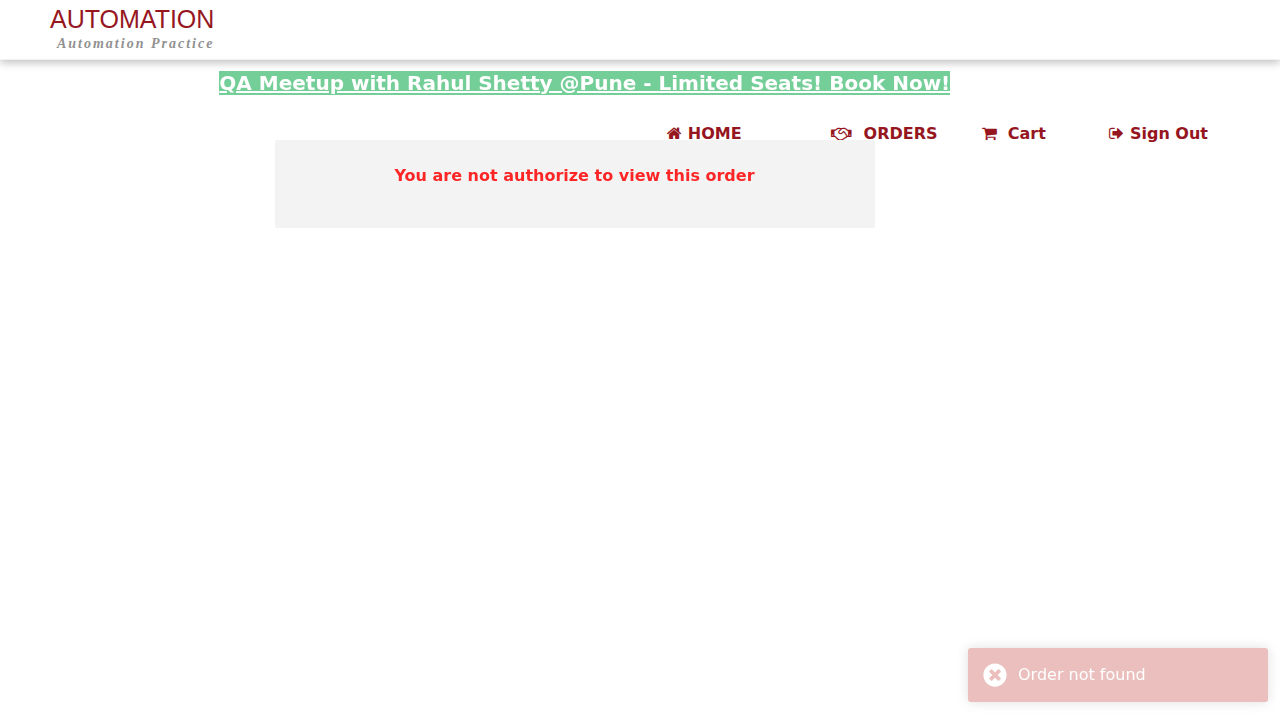 AUTOMATION
Automation Practice
QA Meetup with Rahul Shetty @Pune - Limited Seats! Book Now!
HOME ORDERS Cart Sign Out
You are not authorize to view this order
Order not found